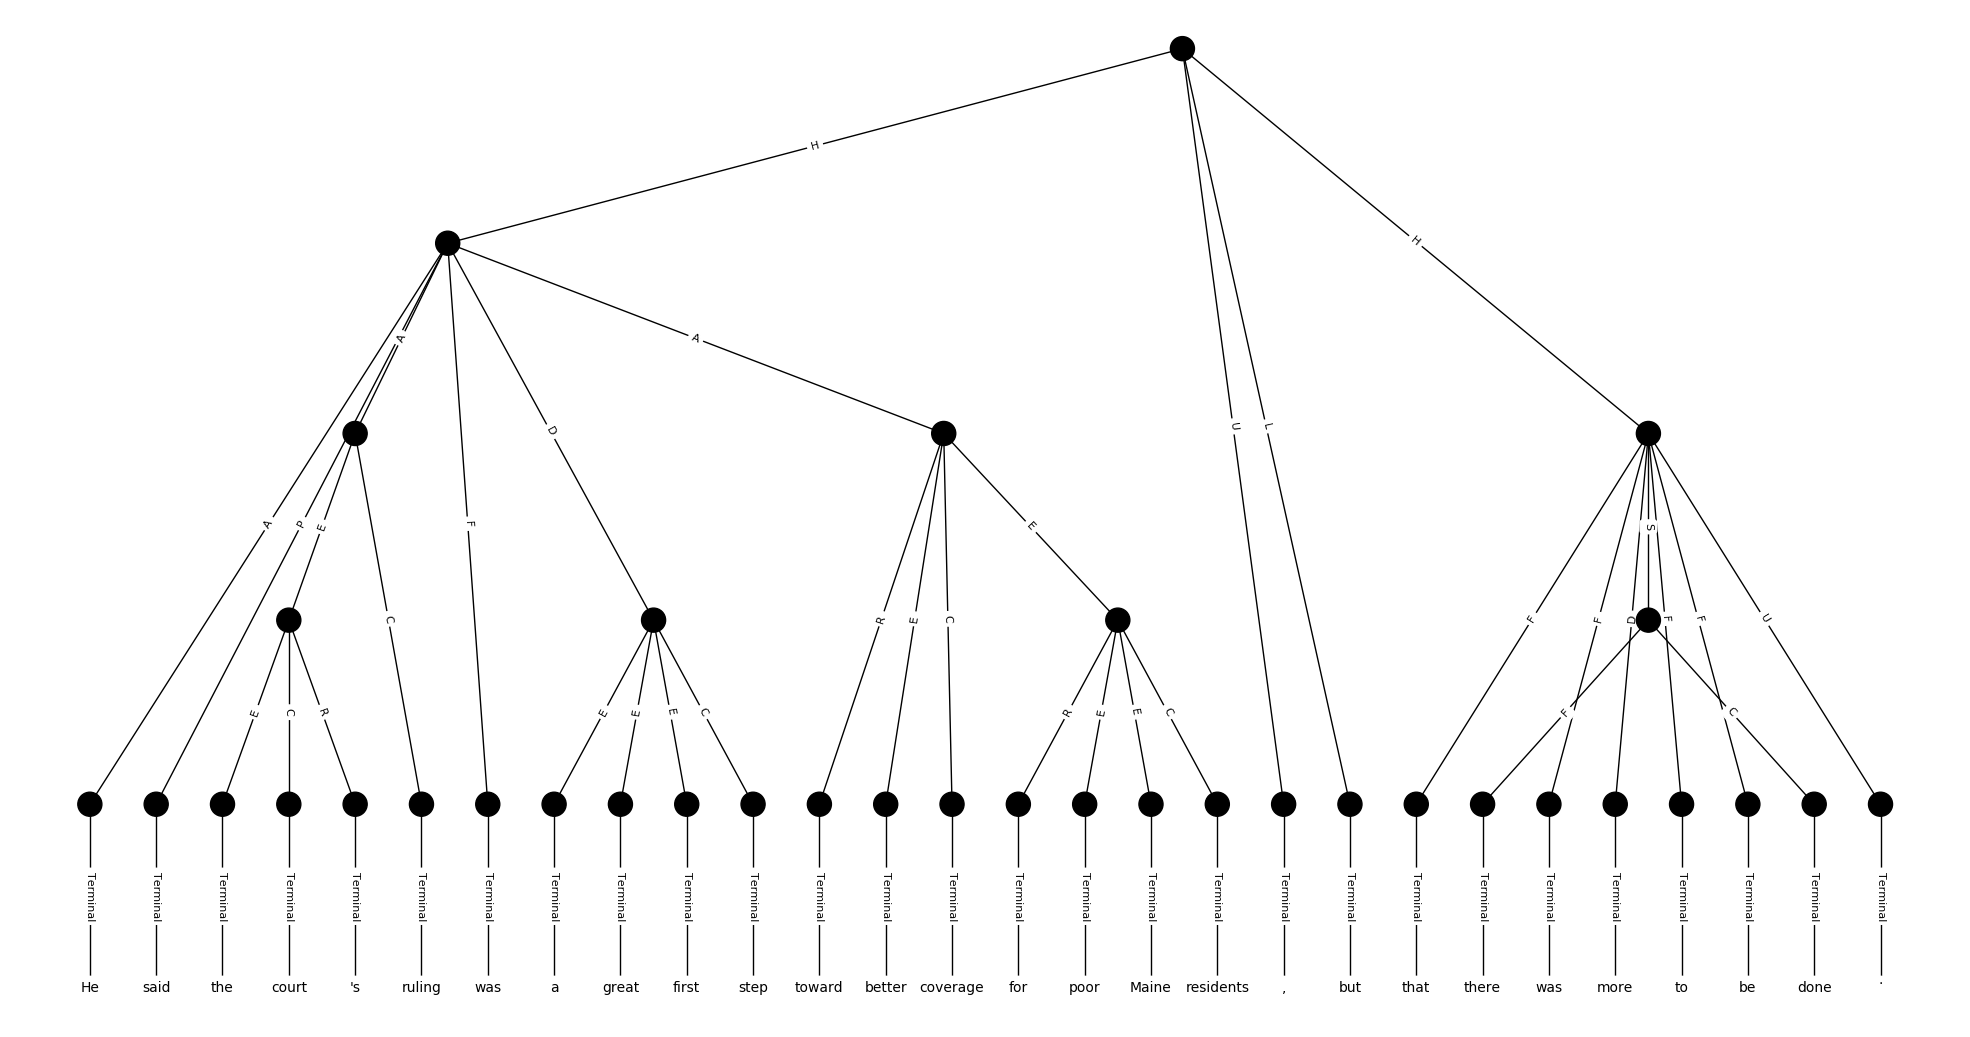 H
H
A
A
D
U
L
A
P
E
F
E
S
C
R
E
C
F
F
D
F
F
U
E
C
R
E
E
E
C
R
E
E
C
F
C
Terminal Terminal Terminal Terminal Terminal Terminal Terminal Terminal Terminal Terminal Terminal Terminal Terminal Terminal Terminal Terminal Terminal Terminal Terminal Terminal Terminal Terminal Terminal Terminal Terminal Terminal Terminal Terminal
He said the court 's ruling was a great first step toward better coverage for poor Maine residents , but that there was more to be done .